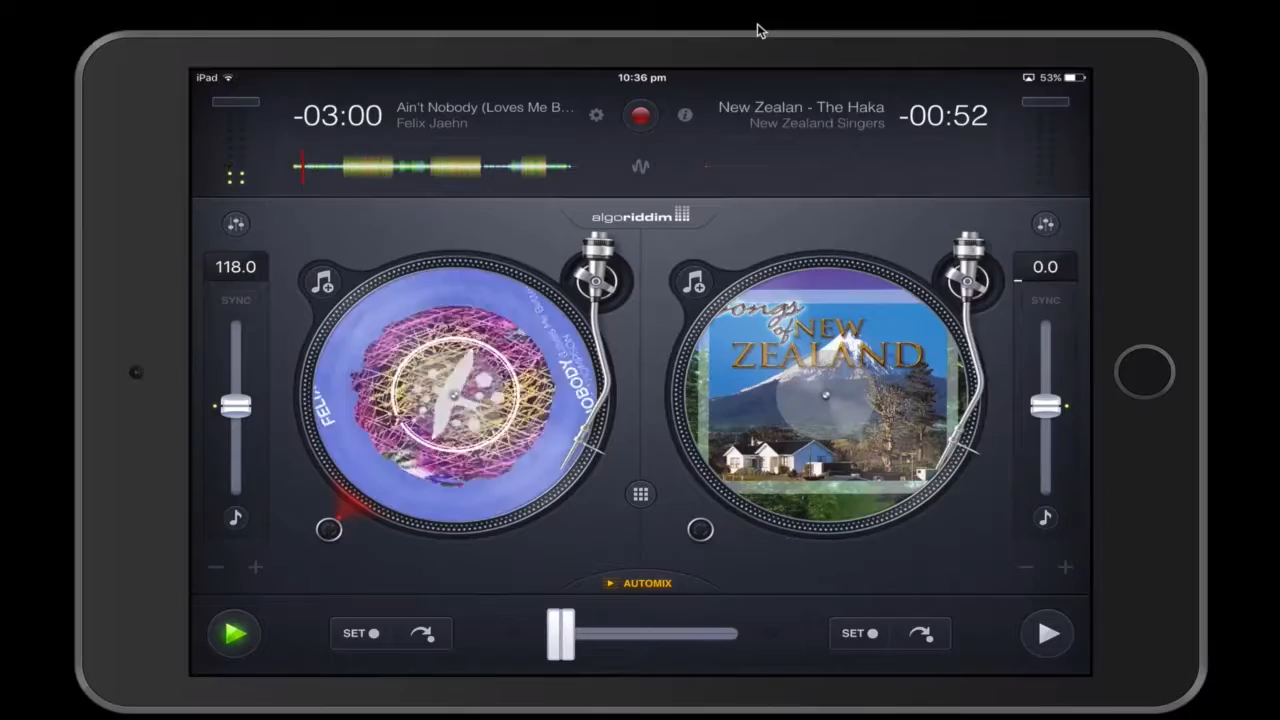 iPad
10:36 pm
53%
-03:00
Ain't Nobody (Loves Me B...
Felix Jaehn
New Zealan - The Haka
New Zealand Singers
-00:52
algoriddim
118.0
0.0
SYNC
SYNC
Songs
of NEW
ZEALAND
AUTOMIX
SET
SET